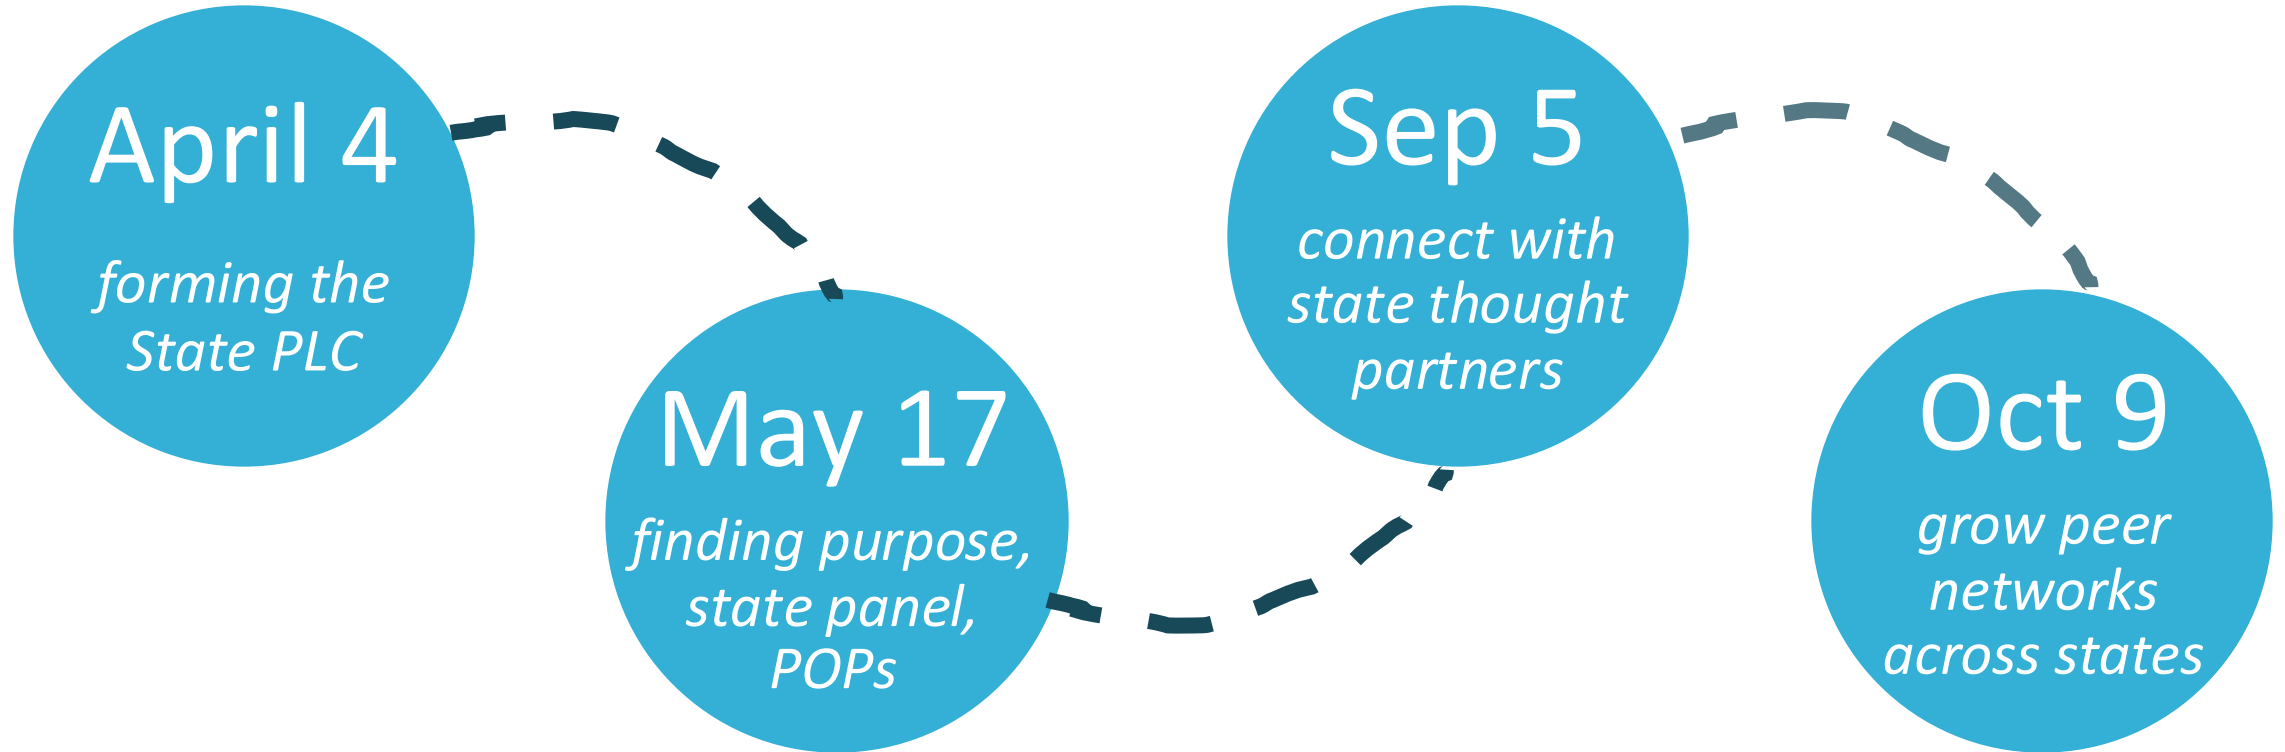 April 4
forming the
State PLC
May 17
finding purpose,
state panel,
POPs
Sep 5
connect with
state thought
partners
Oct 9
grow peer
networks
across states